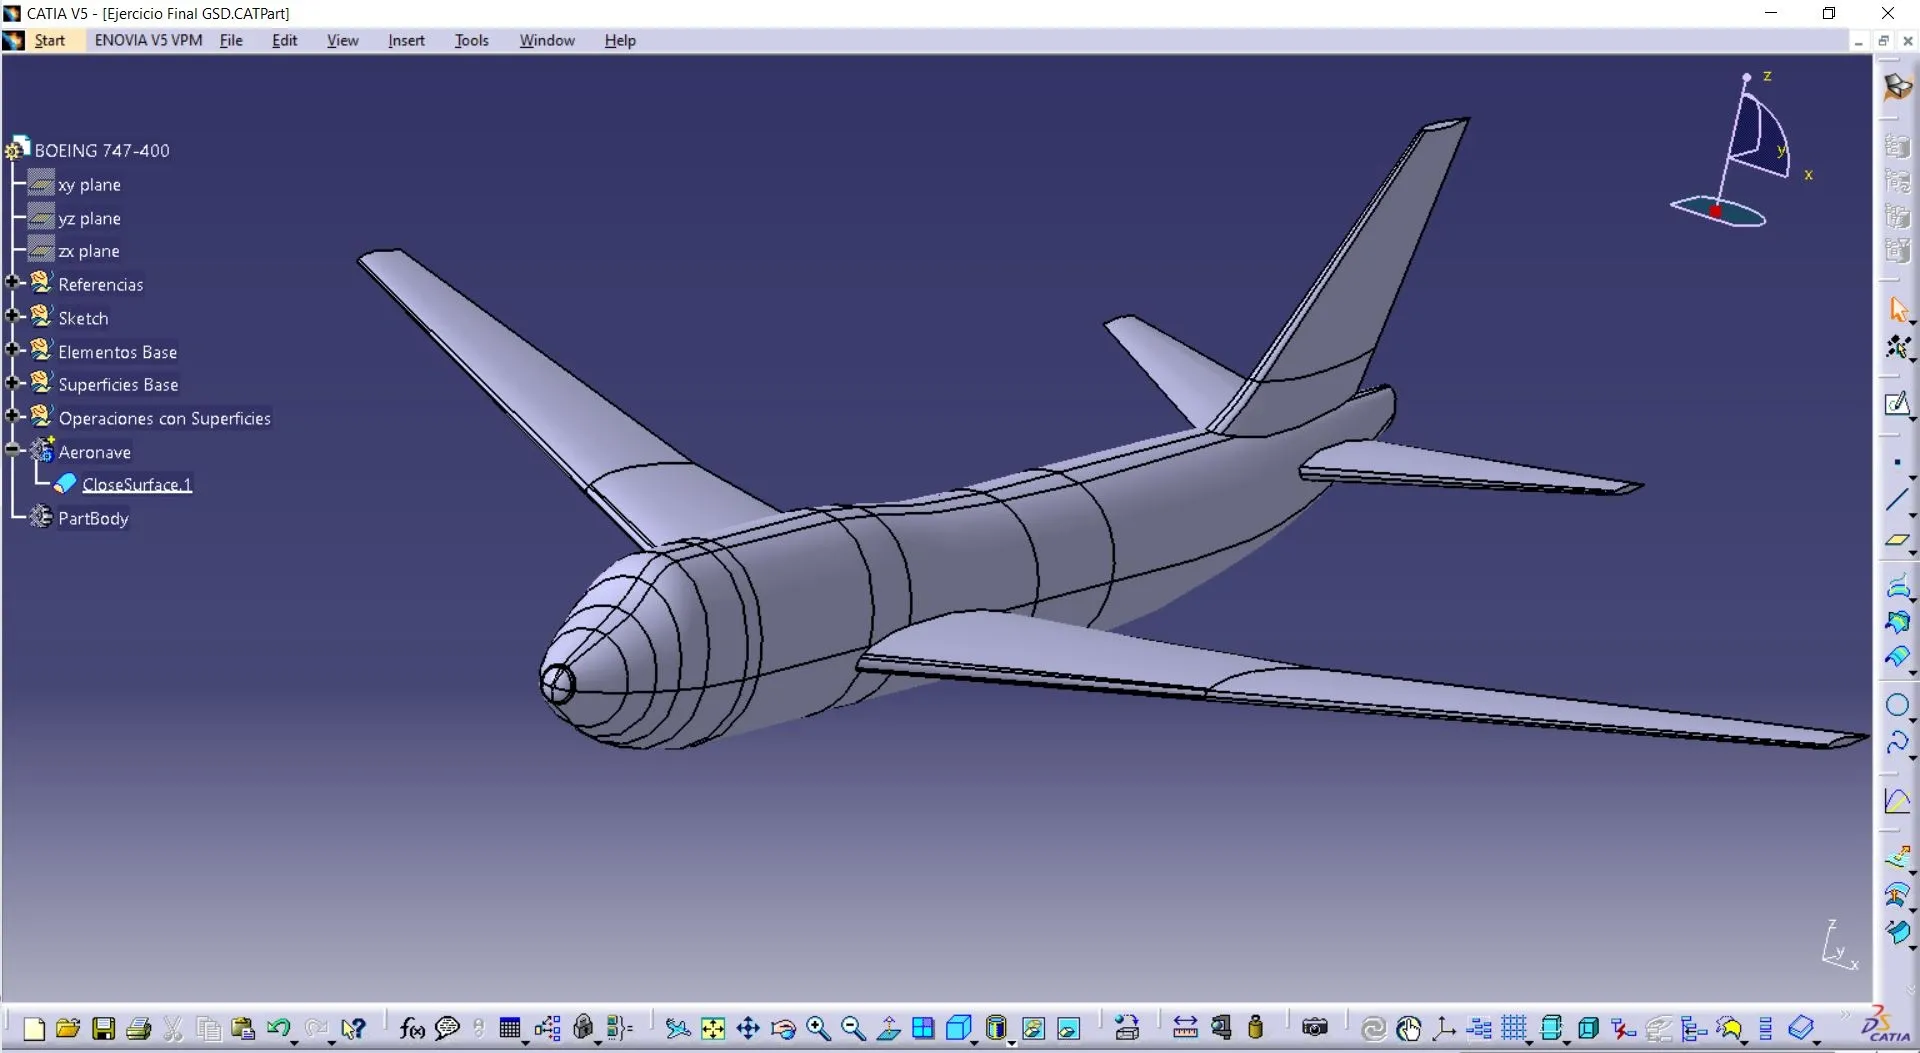 CATIA V5 - [Ejercicio Final GSD.CATPart]
Start ENOVIA V5 VPM File Edit View Insert Tools Window Help
z
y
x
BOEING 747-400
xy plane
yz plane
zx plane
Referencias
Sketch
Elementos Base
Superficies Base
Operaciones con Superficies
Aeronave
CloseSurface.1
PartBody
z
y
x
f(x)
CATIA